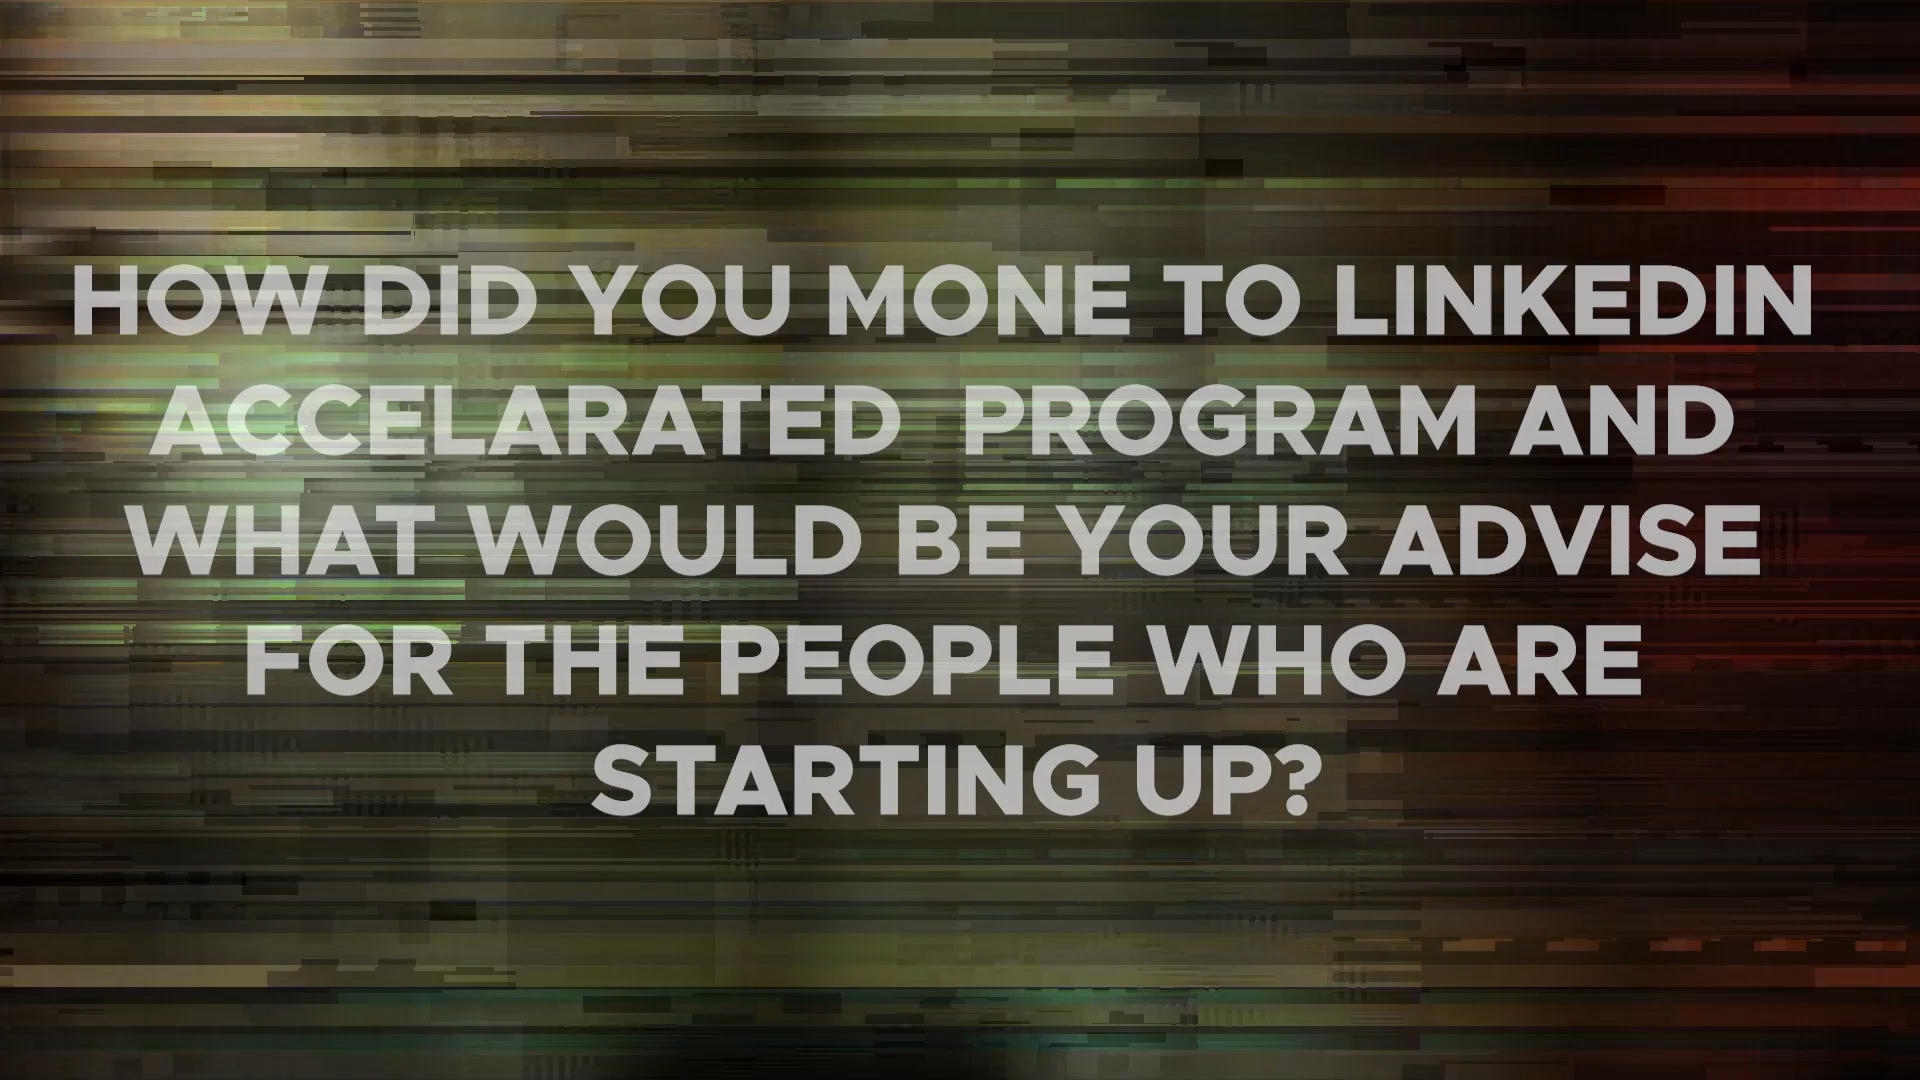 HOW DID YOU MONE TO LINKEDIN
ACCELARATED PROGRAM AND
WHAT WOULD BE YOUR ADVISE
FOR THE PEOPLE WHO ARE
STARTING UP?